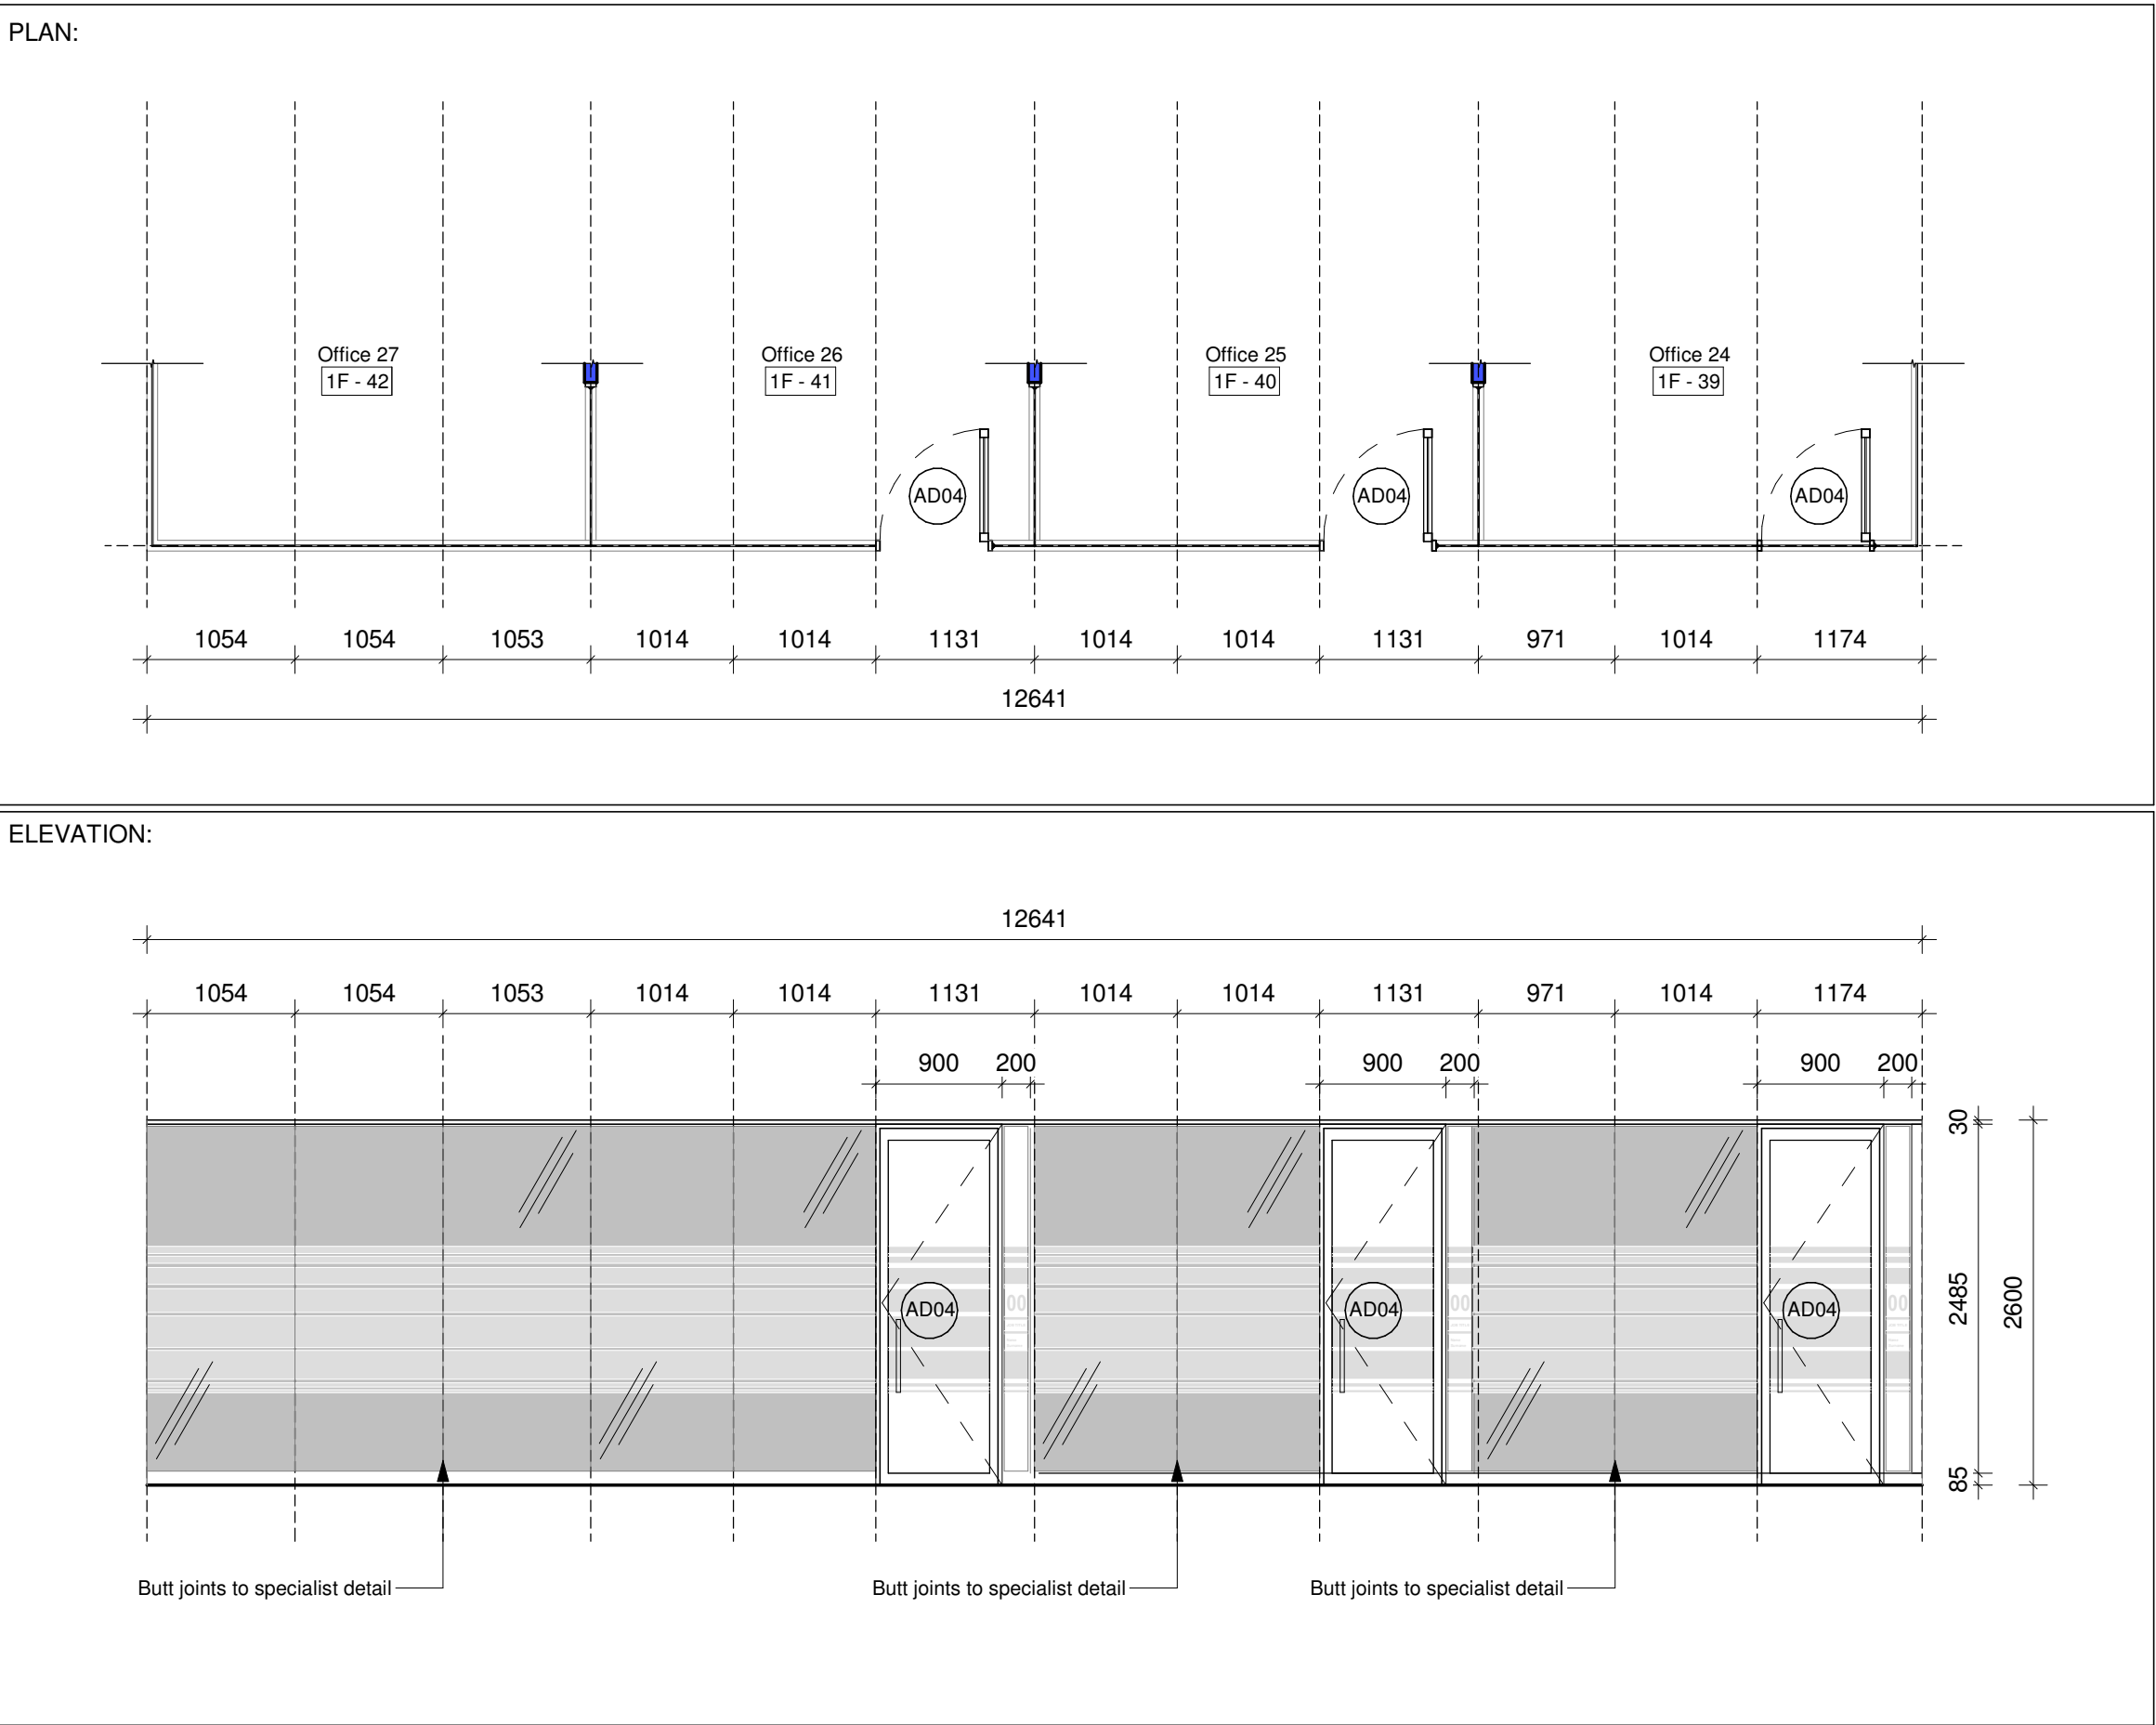 PLAN:
Office 27
1F - 42
Office 26
1F - 41
Office 25
1F - 40
Office 24
1F - 39
AD04
AD04
AD04
1054 1054 1053 1014 1014 1131 1014 1014 1131 971 1014 1174
12641
ELEVATION:
12641
1054 1054 1053 1014 1014 1131 1014 1014 1131 971 1014 1174
900 200 900 200 900 200
30
2485
2600
85
AD04 00 AD04 00 AD04 00
Butt joints to specialist detail
Butt joints to specialist detail
Butt joints to specialist detail